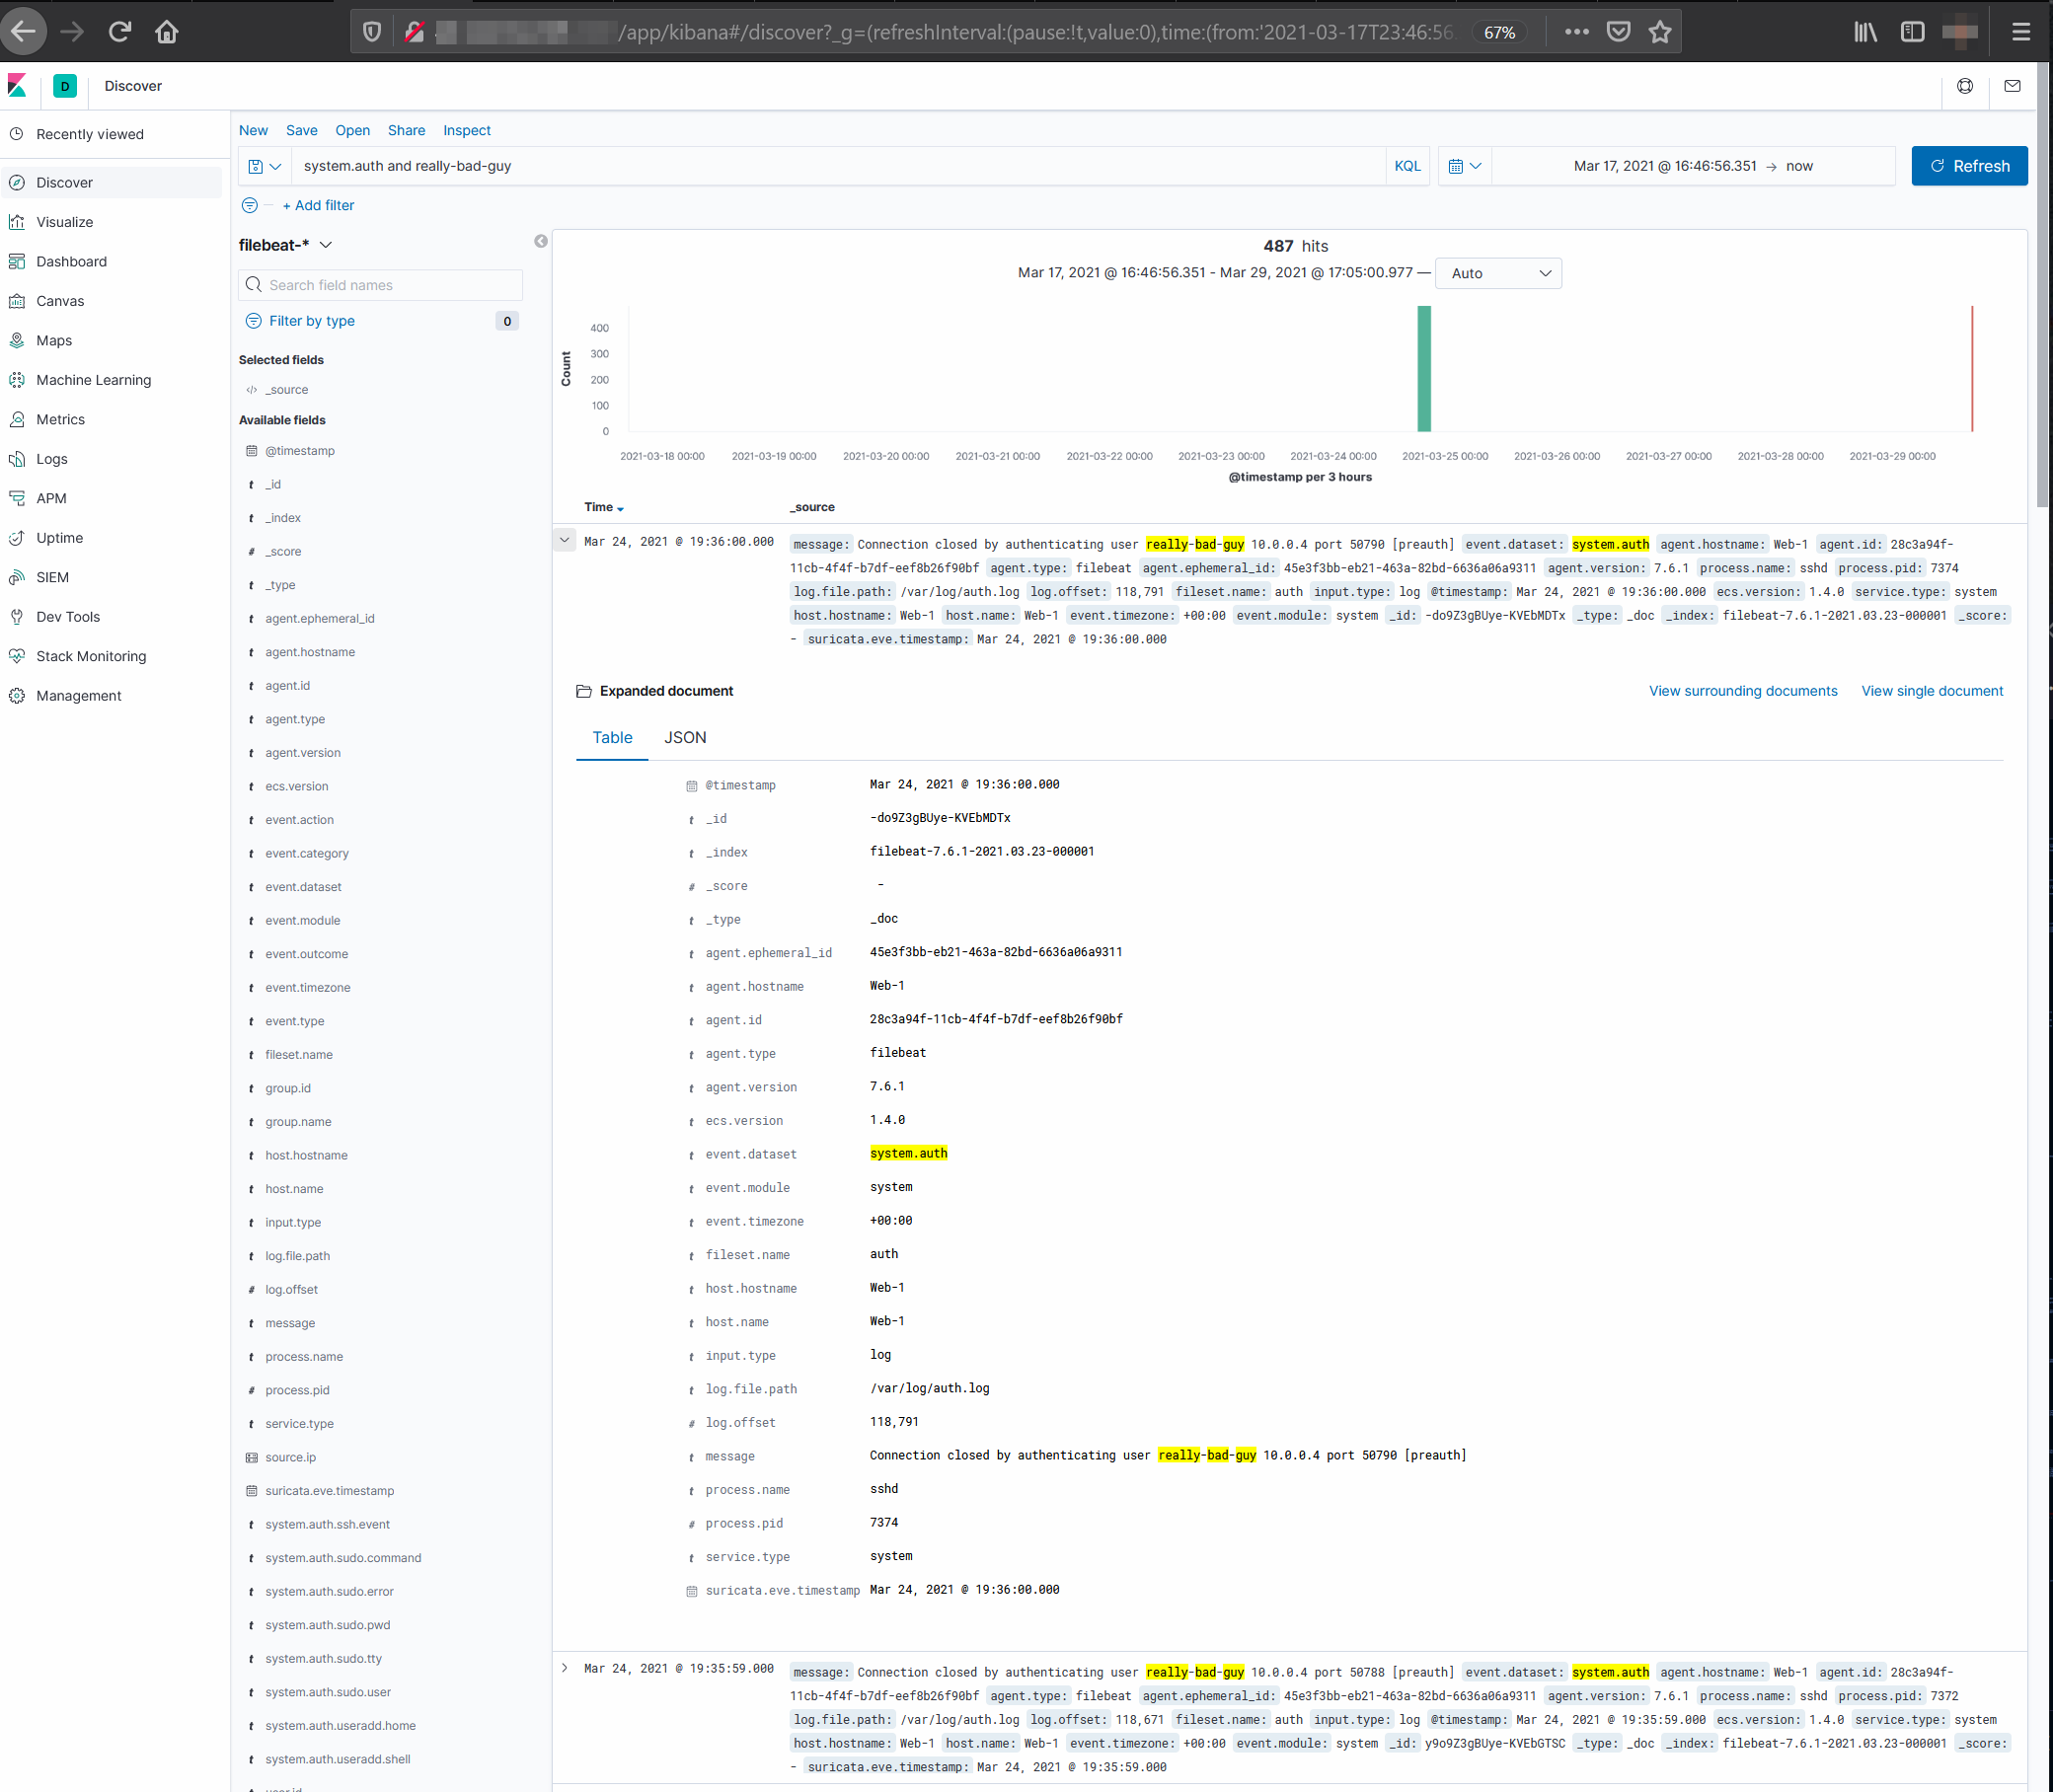 /app/kibana#/discover?_g=(refreshInterval:(pause:!t,value:0),time:(from:'2021-03-17T23:46:56. 67%
D Discover
Recently viewed
Discover
Visualize
Dashboard
Canvas
Maps
Machine Learning
Metrics
Logs
APM
Uptime
SIEM
Dev Tools
Stack Monitoring
Management
New Save Open Share Inspect
system.auth and really-bad-guy KQL Mar 17, 2021 @ 16:46:56.351 → now Refresh
+ Add filter
filebeat-*
Search field names
Filter by type 0
Selected fields
</> _source
Available fields
@timestamp
t _id
t _index
# _score
t _type
t agent.ephemeral_id
t agent.hostname
t agent.id
t agent.type
t agent.version
t ecs.version
t event.action
t event.category
t event.dataset
t event.module
t event.outcome
t event.timezone
t event.type
t fileset.name
t group.id
t group.name
t host.hostname
t host.name
t input.type
t log.file.path
# log.offset
t message
t process.name
# process.pid
t service.type
source.ip
suricata.eve.timestamp
t system.auth.ssh.event
t system.auth.sudo.command
t system.auth.sudo.error
t system.auth.sudo.pwd
t system.auth.sudo.tty
t system.auth.sudo.user
t system.auth.useradd.home
t system.auth.useradd.shell
487 hits
Mar 17, 2021 @ 16:46:56.351 - Mar 29, 2021 @ 17:05:00.977 — Auto
Count
400
300
200
100
0
2021-03-18 00:00 2021-03-19 00:00 2021-03-20 00:00 2021-03-21 00:00 2021-03-22 00:00 2021-03-23 00:00 2021-03-24 00:00 2021-03-25 00:00 2021-03-26 00:00 2021-03-27 00:00 2021-03-28 00:00 2021-03-29 00:00
@timestamp per 3 hours
Time _source
Mar 24, 2021 @ 19:36:00.000 message: Connection closed by authenticating user really-bad-guy 10.0.0.4 port 50790 [preauth] event.dataset: system.auth agent.hostname: Web-1 agent.id: 28c3a94f-
11cb-4f4f-b7df-eef8b26f90bf agent.type: filebeat agent.ephemeral_id: 45e3f3bb-eb21-463a-82bd-6636a06a9311 agent.version: 7.6.1 process.name: sshd process.pid: 7374
log.file.path: /var/log/auth.log log.offset: 118,791 fileset.name: auth input.type: log @timestamp: Mar 24, 2021 @ 19:36:00.000 ecs.version: 1.4.0 service.type: system
host.hostname: Web-1 host.name: Web-1 event.timezone: +00:00 event.module: system _id: -do9Z3gBUye-KVEbMDTx _type: _doc _index: filebeat-7.6.1-2021.03.23-000001 _score:
- suricata.eve.timestamp: Mar 24, 2021 @ 19:36:00.000
Expanded document View surrounding documents View single document
Table JSON
@timestamp Mar 24, 2021 @ 19:36:00.000
t _id -do9Z3gBUye-KVEbMDTx
t _index filebeat-7.6.1-2021.03.23-000001
# _score -
t _type _doc
t agent.ephemeral_id 45e3f3bb-eb21-463a-82bd-6636a06a9311
t agent.hostname Web-1
t agent.id 28c3a94f-11cb-4f4f-b7df-eef8b26f90bf
t agent.type filebeat
t agent.version 7.6.1
t ecs.version 1.4.0
t event.dataset system.auth
t event.module system
t event.timezone +00:00
t fileset.name auth
t host.hostname Web-1
t host.name Web-1
t input.type log
t log.file.path /var/log/auth.log
# log.offset 118,791
t message Connection closed by authenticating user really-bad-guy 10.0.0.4 port 50790 [preauth]
t process.name sshd
# process.pid 7374
t service.type system
suricata.eve.timestamp Mar 24, 2021 @ 19:36:00.000
Mar 24, 2021 @ 19:35:59.000 message: Connection closed by authenticating user really-bad-guy 10.0.0.4 port 50788 [preauth] event.dataset: system.auth agent.hostname: Web-1 agent.id: 28c3a94f-
11cb-4f4f-b7df-eef8b26f90bf agent.type: filebeat agent.ephemeral_id: 45e3f3bb-eb21-463a-82bd-6636a06a9311 agent.version: 7.6.1 process.name: sshd process.pid: 7372
log.file.path: /var/log/auth.log log.offset: 118,671 fileset.name: auth input.type: log @timestamp: Mar 24, 2021 @ 19:35:59.000 ecs.version: 1.4.0 service.type: system
host.hostname: Web-1 host.name: Web-1 event.timezone: +00:00 event.module: system _id: y9o9Z3gBUye-KVEbGTSC _type: _doc _index: filebeat-7.6.1-2021.03.23-000001 _score:
- suricata.eve.timestamp: Mar 24, 2021 @ 19:35:59.000